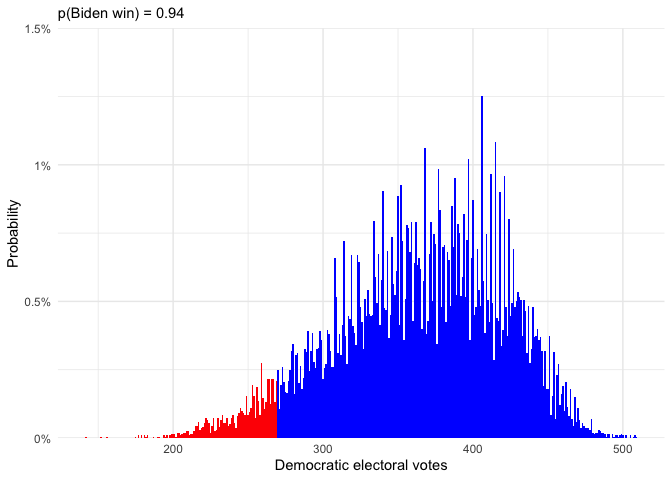 p(Biden win) = 0.94
1.5%
1%
0.5%
0%
Probability
200
300
400
500
Democratic electoral votes